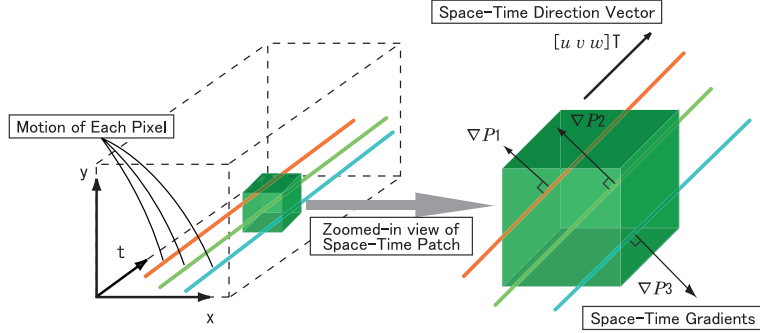 Space-Time Direction Vector
[u v w]T
Motion of Each Pixel
∇P1
∇P2
y
t
x
Zoomed-in view of
Space-Time Patch
∇P3
Space-Time Gradients